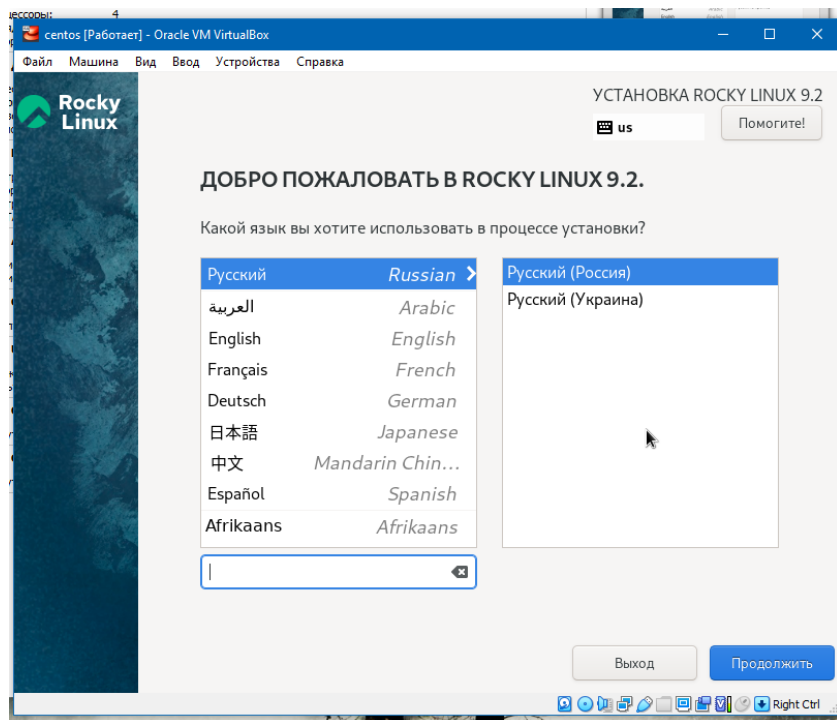 4
centos [Работает] - Oracle VM VirtualBox
Файл Машина Вид Ввод Устройства Справка
Rocky
Linux
УСТАНОВКА ROCKY LINUX 9.2
us
Помогите!
ДОБРО ПОЖАЛОВАТЬ В ROCKY LINUX 9.2.
Какой язык вы хотите использовать в процессе установки?
Русский Russian
العربية Arabic
English English
Français French
Deutsch German
日本語 Japanese
中文 Mandarin Chin...
Español Spanish
Afrikaans Afrikaans
Русский (Россия)
Русский (Украина)
Выход
Продолжить
Right Ctrl